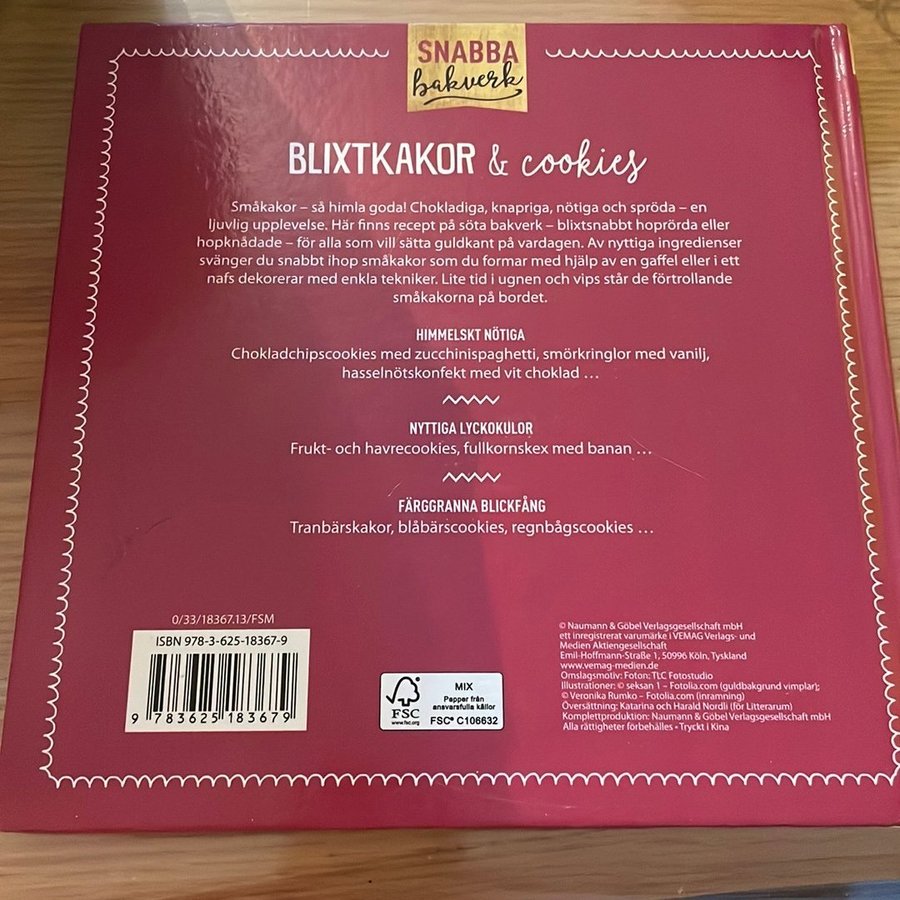 SNABBA
bakverk
BLIXTKAKOR & cookies
Småkakor – så himla goda! Chokladiga, knapriga, nötiga och spröda – en
ljuvlig upplevelse. Här finns recept på söta bakverk – blixtsnabbt hoprörda eller
hopknådade – för alla som vill sätta guldkant på vardagen. Av nyttiga ingredienser
svänger du snabbt ihop småkakor som du formar med hjälp av en gaffel eller i ett
nafs dekorerar med enkla tekniker. Lite tid i ugnen och vips står de förtrollande
småkakorna på bordet.
HIMMELSKT NÖTIGA
Chokladchipscookies med zucchinispaghetti, smörkringlor med vanilj,
hasselnötskonfekt med vit choklad …
NYTTIGA LYCKOKULOR
Frukt- och havrecookies, fullkornskex med banan …
FÄRGGRANNA BLICKFÅNG
Tranbärskakor, blåbärscookies, regnbågscookies …
0/33/18367.13/FSM
ISBN 978-3-625-18367-9
9 783625 183679
FSC
www.fsc.org
MIX
Papper från
ansvarsfulla källor
FSC® C106632
© Naumann & Göbel Verlagsgesellschaft mbH
ett inregistrerat varumärke i VEMAG Verlags- und
Medien Aktiengesellschaft
Emil-Hoffmann-Straße 1, 50996 Köln, Tyskland
www.vemag-medien.de
Omslagsmotiv: Foton: TLC Fotostudio
Illustrationer: © seksan 1 – Fotolia.com (guldbakgrund vimplar);
© Veronika Rumko – Fotolia.com (inramning)
Översättning: Katarina och Harald Nordli (för Litterarum)
Komplettproduktion: Naumann & Göbel Verlagsgesellschaft mbH
Alla rättigheter förbehålles - Tryckt i Kina